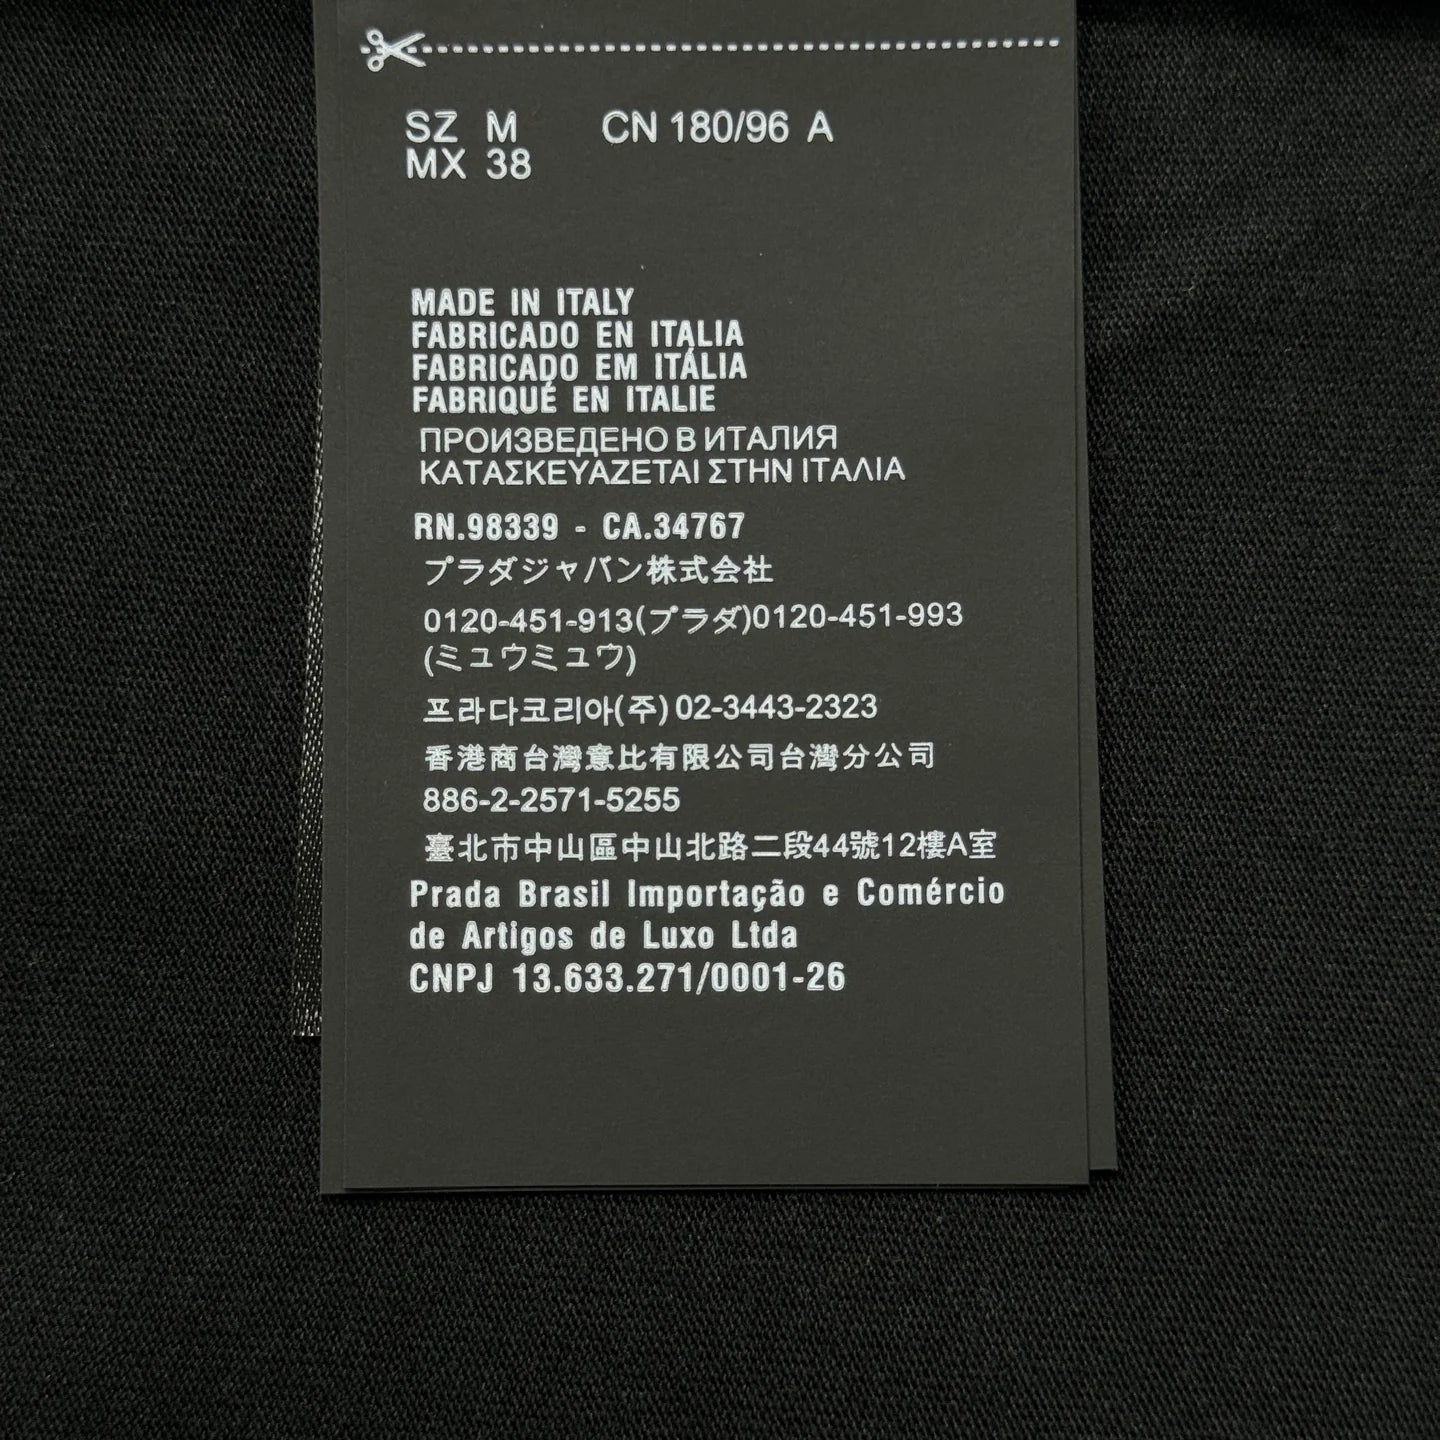 SZ M CN 180/96 A
MX 38
MADE IN ITALY
FABRICADO EN ITALIA
FABRICADO EM ITÁLIA
FABRIQUÉ EN ITALIE
ПРОИЗВЕДЕНО В ИТАЛИЯ
ΚΑΤΑΣΚΕΥΑΖΕΤΑΙ ΣΤΗΝ ΙΤΑΛΙΑ
RN.98339 - CA.34767
プラダジャパン株式会社
0120-451-913(プラダ)0120-451-993
(ミュウミュウ)
프라다코리아(주) 02-3443-2323
香港商台灣意比有限公司台灣分公司
886-2-2571-5255
臺北市中山區中山北路二段44號12樓A室
Prada Brasil Importação e Comércio
de Artigos de Luxo Ltda
CNPJ 13.633.271/0001-26